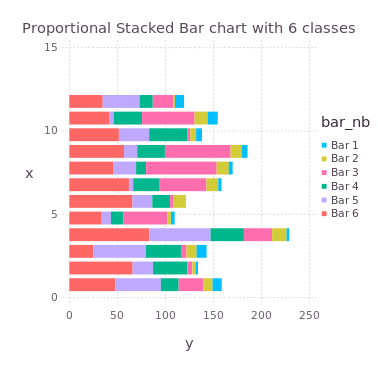 Proportional Stacked Bar chart with 6 classes
15
10
5
0
x
0 50 100 150 200 250
y
bar_nb
Bar 1
Bar 2
Bar 3
Bar 4
Bar 5
Bar 6